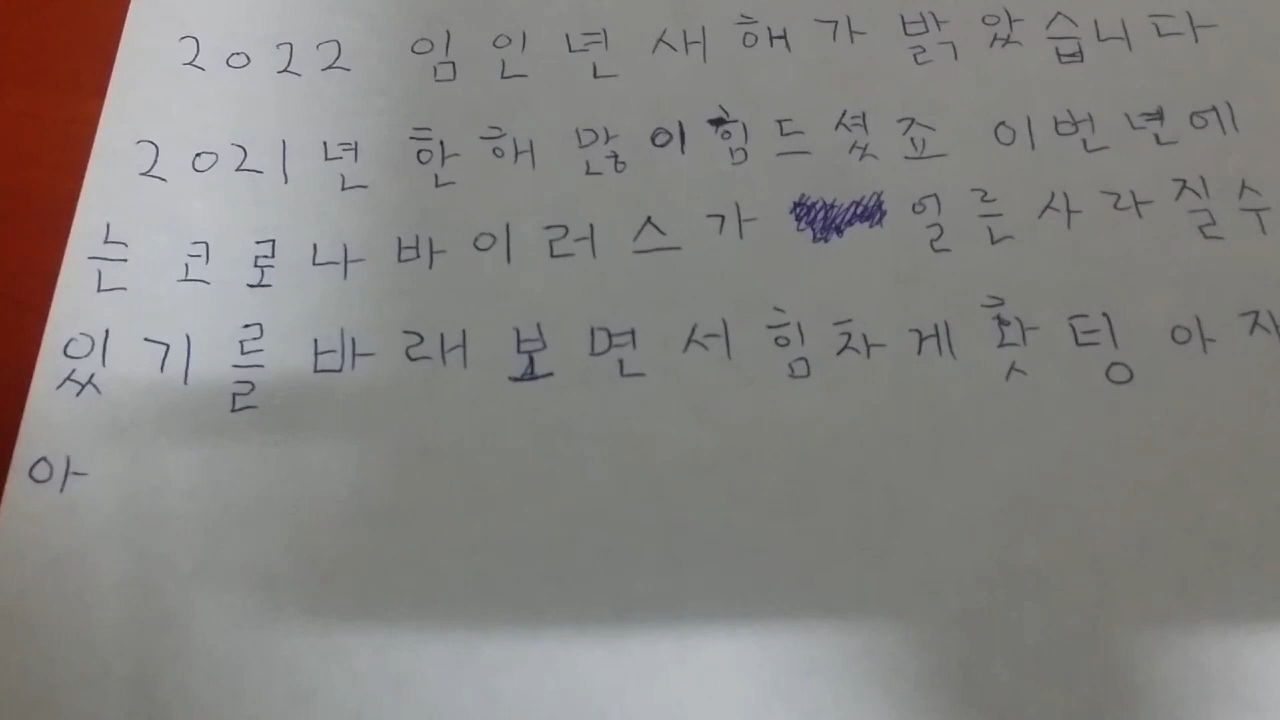 2022 임인년 새해가 밝았습니다
2021년 한해 많이 힘드셨죠 이번년에
는 코로나바이러스가 얼른 사라질수
있기를 바래보면서 힘차게 홧팅 아자
아